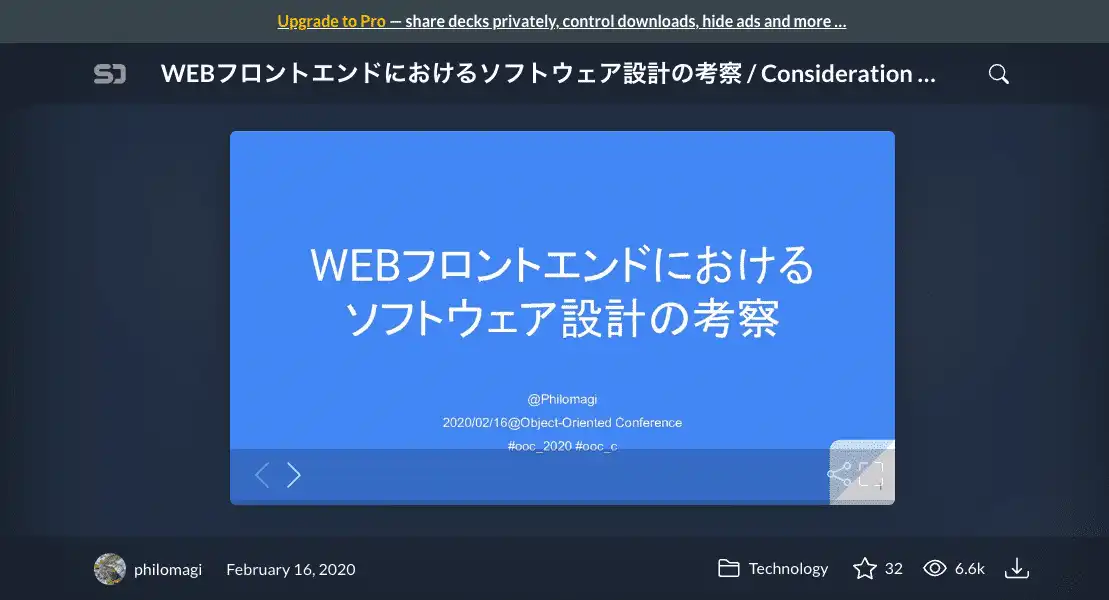 Upgrade to Pro — share decks privately, control downloads, hide ads and more …
SD WEBフロントエンドにおけるソフトウェア設計の考察 / Consideration …
WEBフロントエンドにおける
ソフトウェア設計の考察
@Philomagi
2020/02/16@Object-Oriented Conference
#ooc_2020 #ooc_c
philomagi February 16, 2020 Technology 32 6.6k